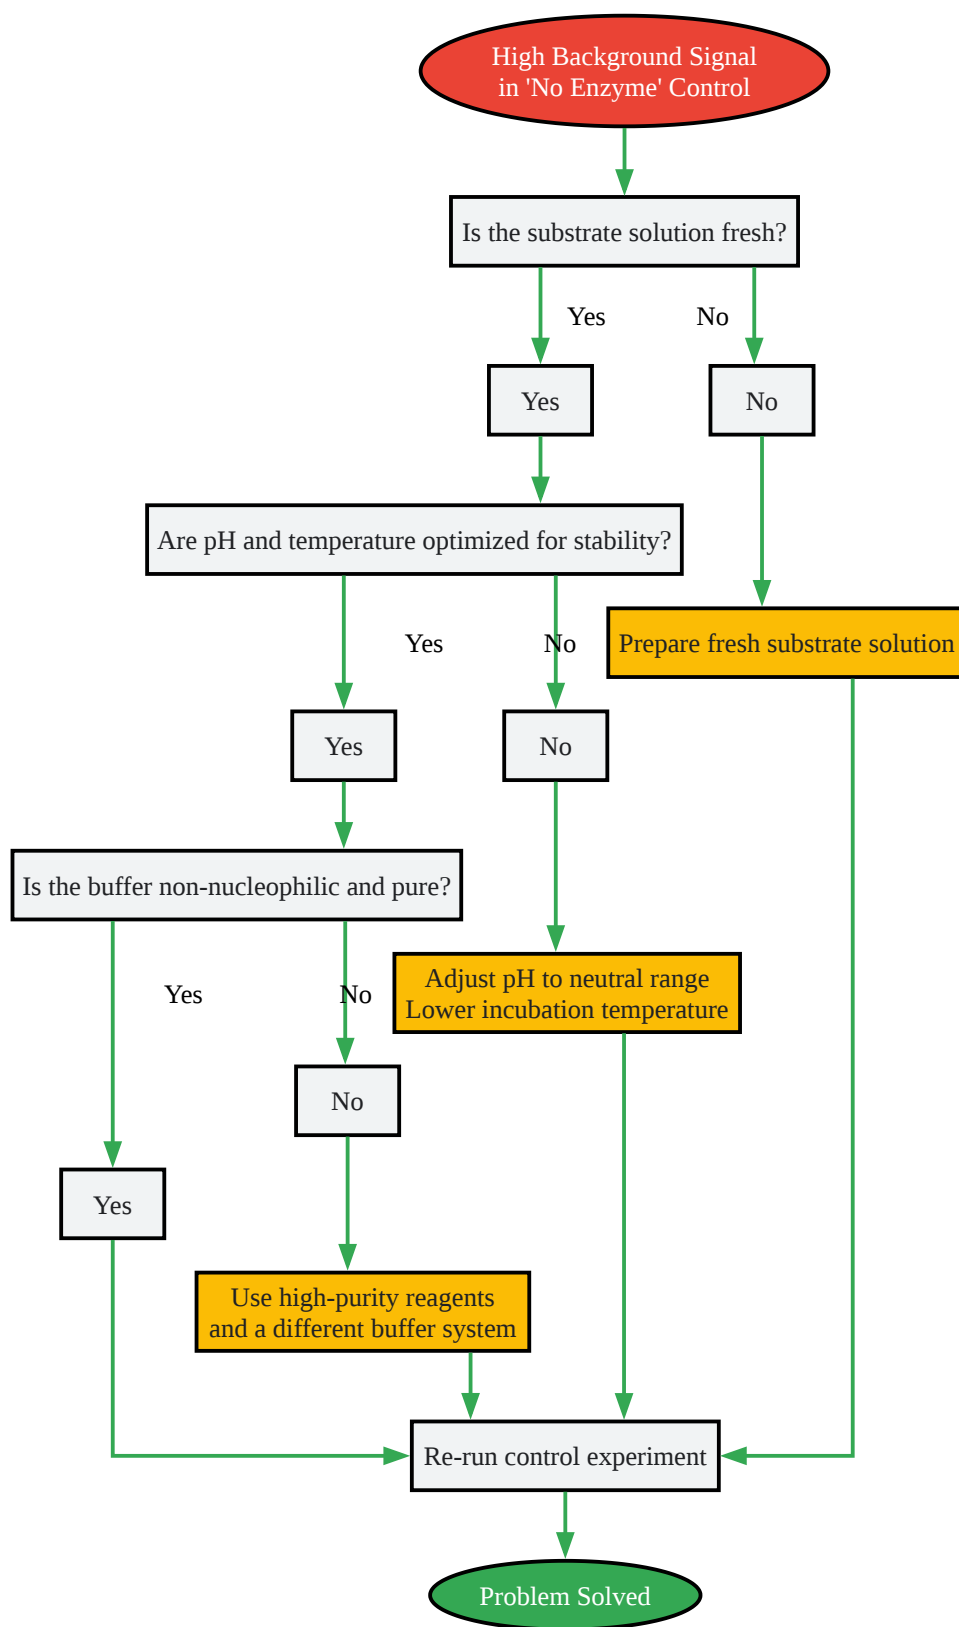 High Background Signal
in 'No Enzyme' Control
Is the substrate solution fresh?
Yes
No
Yes
No
Are pH and temperature optimized for stability?
Yes
No
Prepare fresh substrate solution
Yes
No
Is the buffer non-nucleophilic and pure?
Yes
No
Adjust pH to neutral range
Lower incubation temperature
No
Yes
Use high-purity reagents
and a different buffer system
Re-run control experiment
Problem Solved